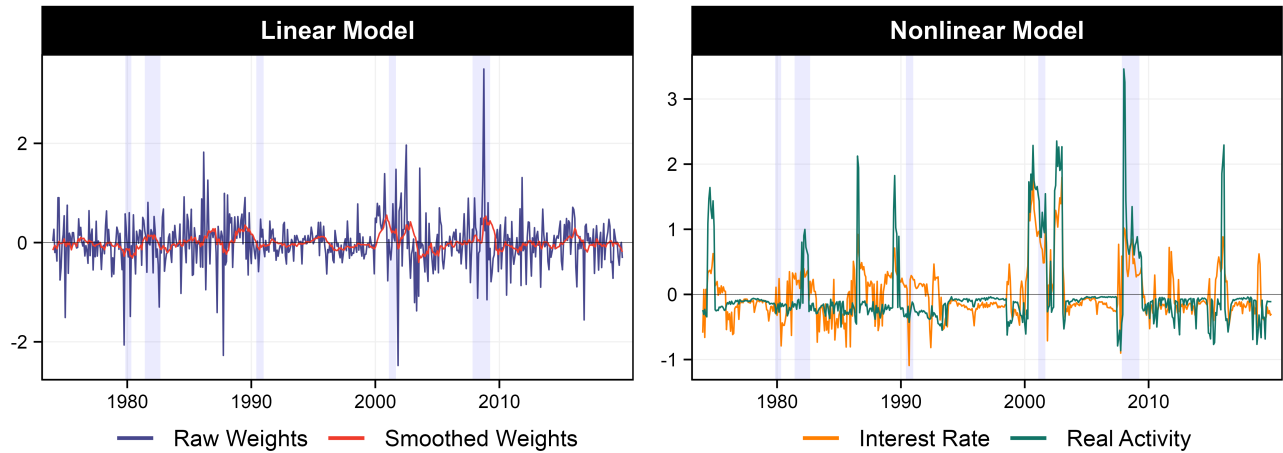 Linear Model
2
0
-2
1980 1990 2000 2010
Raw Weights Smoothed Weights
Nonlinear Model
3
2
1
0
-1
1980 1990 2000 2010
Interest Rate Real Activity